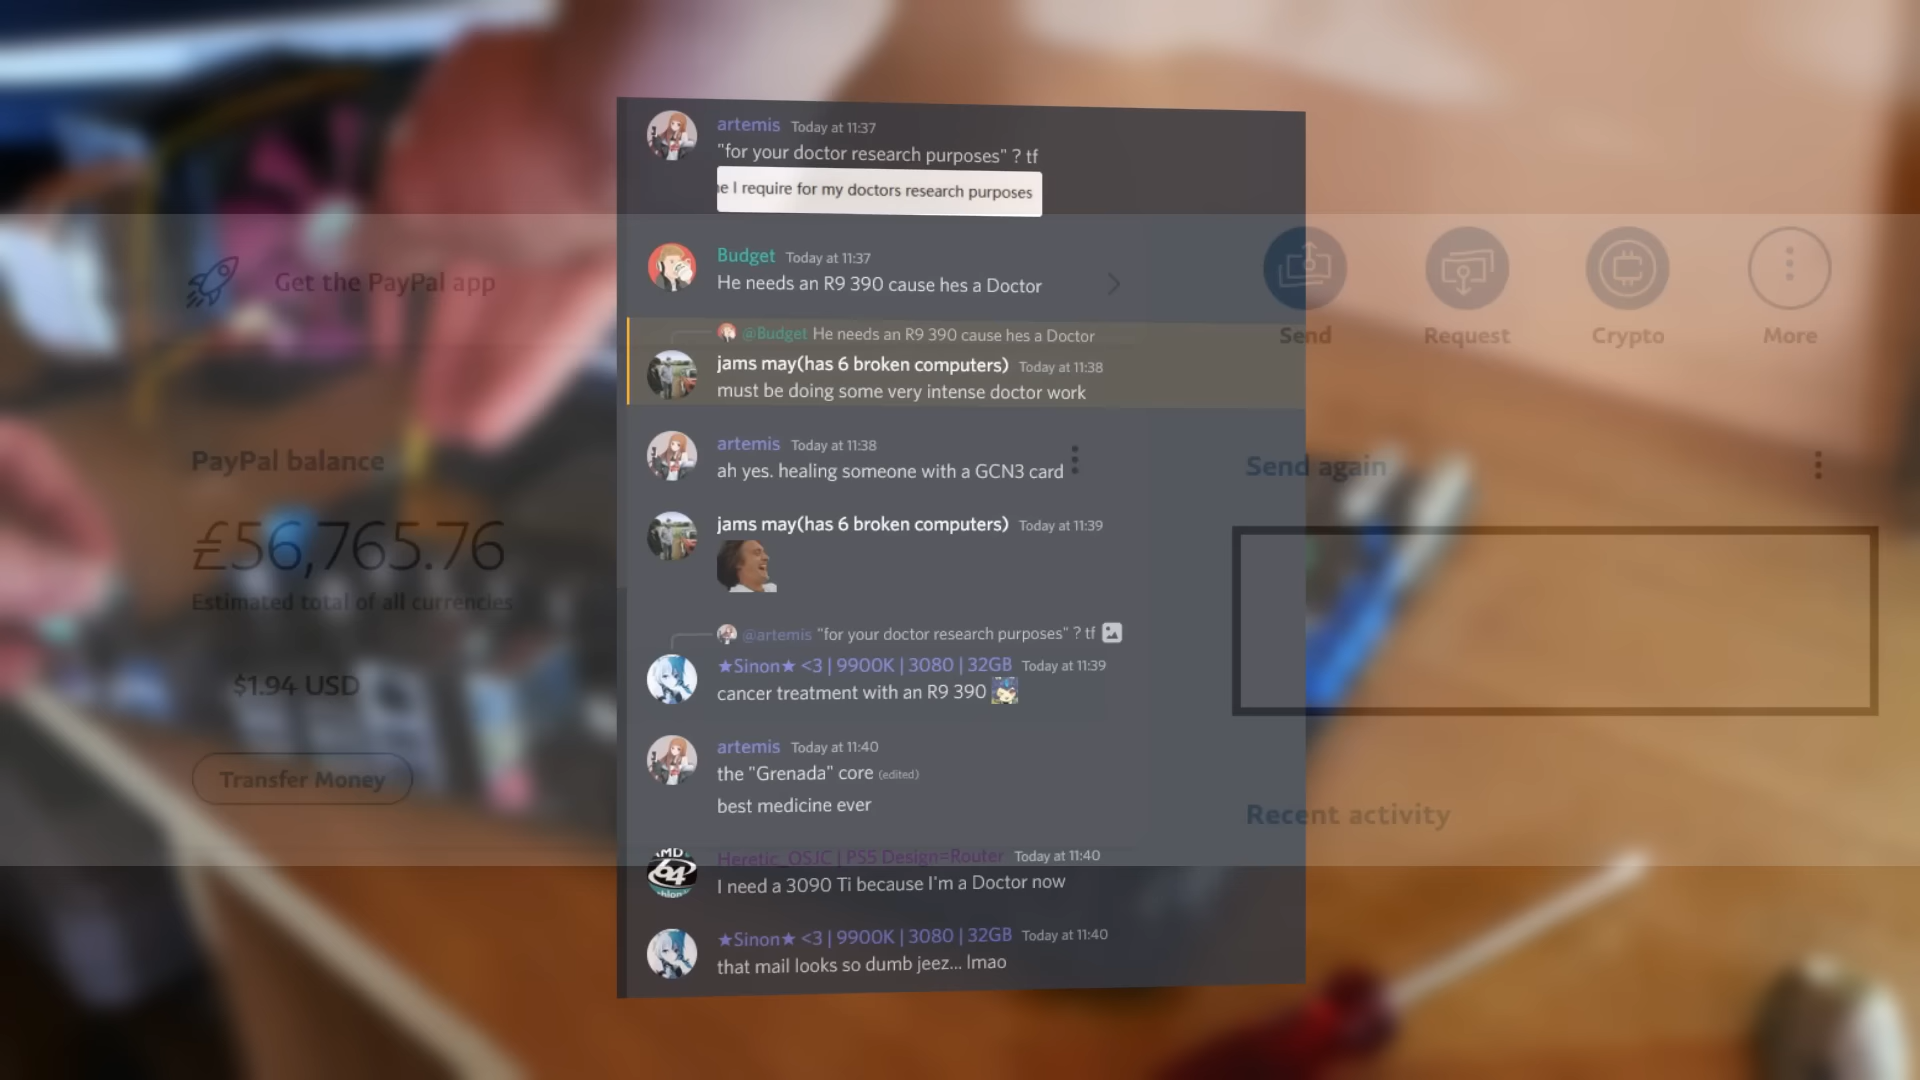 artemis Today at 11:37
"for your doctor research purposes" ? tf
e I require for my doctors research purposes
Budget Today at 11:37
He needs an R9 390 cause hes a Doctor
@Budget He needs an R9 390 cause hes a Doctor
jams may(has 6 broken computers) Today at 11:38
must be doing some very intense doctor work
artemis Today at 11:38
ah yes. healing someone with a GCN3 card
jams may(has 6 broken computers) Today at 11:39
@artemis "for your doctor research purposes" ? tf
★Sinon★ <3 | 9900K | 3080 | 32GB Today at 11:39
cancer treatment with an R9 390
artemis Today at 11:40
the "Grenada" core (edited)
best medicine ever
AMD
64
Heretic_OSJC | PS5 Design=Router Today at 11:40
I need a 3090 Ti because I'm a Doctor now
★Sinon★ <3 | 9900K | 3080 | 32GB Today at 11:40
that mail looks so dumb jeez... lmao
Get the PayPal app
PayPal balance
£56,765.76
Estimated total of all currencies
$1.94 USD
Transfer Money
Send
Request
Crypto
More
Send again
Recent activity